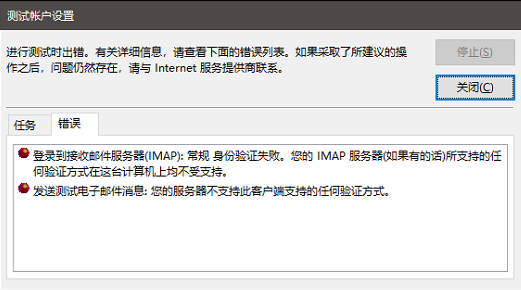 测试帐户设置
进行测试时出错。有关详细信息，请查看下面的错误列表。如果采取了所建议的操
作之后，问题仍然存在，请与 Internet 服务提供商联系。
停止(S)
关闭(C)
任务
错误
登录到接收邮件服务器(IMAP): 常规 身份验证失败。您的 IMAP 服务器(如果有的话)所支持的任
何验证方式在这台计算机上均不受支持。
发送测试电子邮件消息: 您的服务器不支持此客户端支持的任何验证方式。